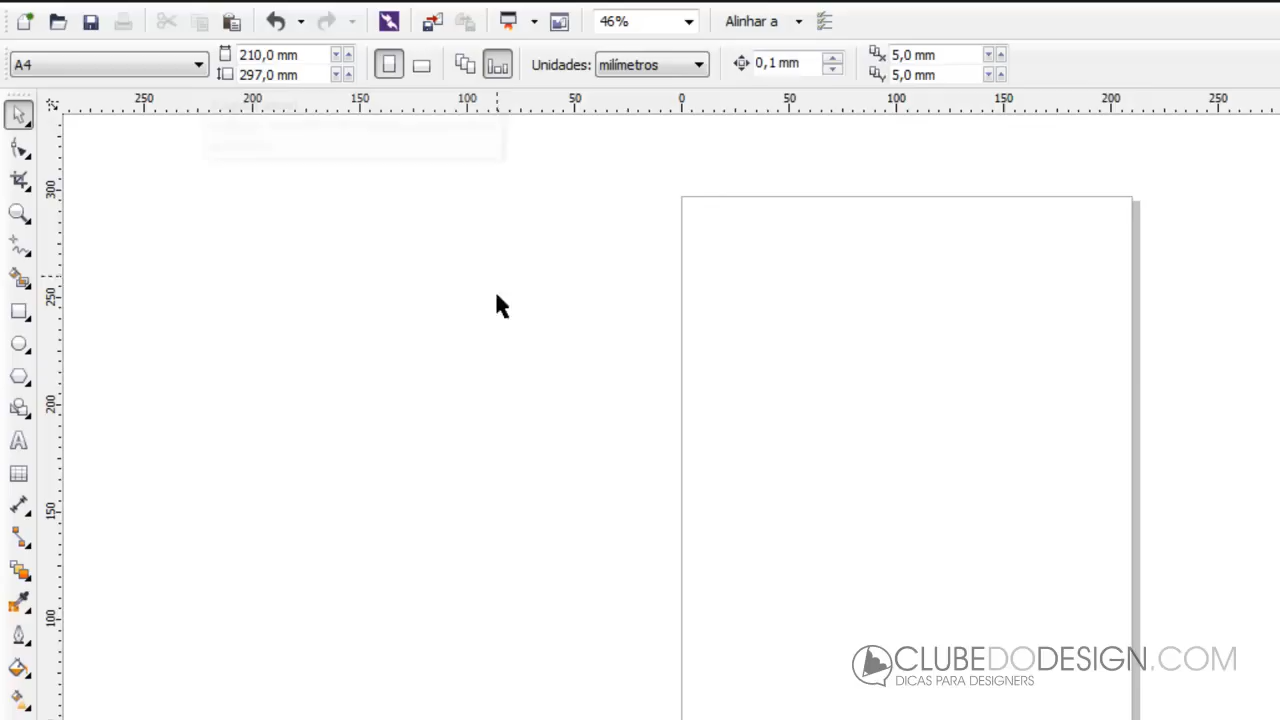 46%
Alinhar a
A4
210,0 mm
297,0 mm
Unidades:
milímetros
0,1 mm
5,0 mm
5,0 mm
250 200 150 100 50 0 50 100 150 200 250
300
250
200
150
100
CLUBEDODESIGN.COM
DICAS PARA DESIGNERS